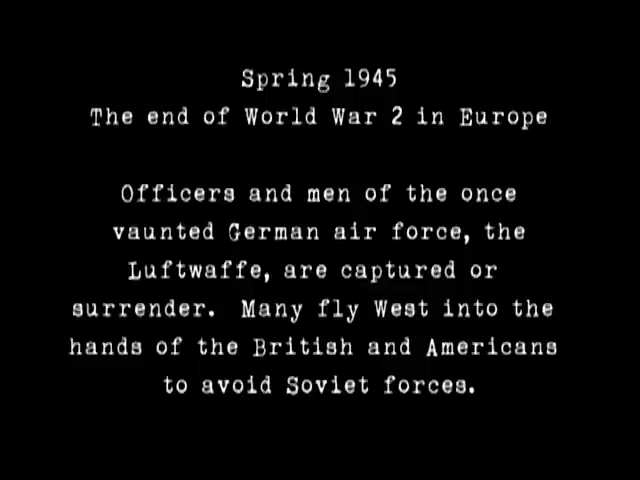 Spring 1945
The end of World War 2 in Europe
Officers and men of the once
vaunted German air force, the
Luftwaffe, are captured or
surrender. Many fly West into the
hands of the British and Americans
to avoid Soviet forces.